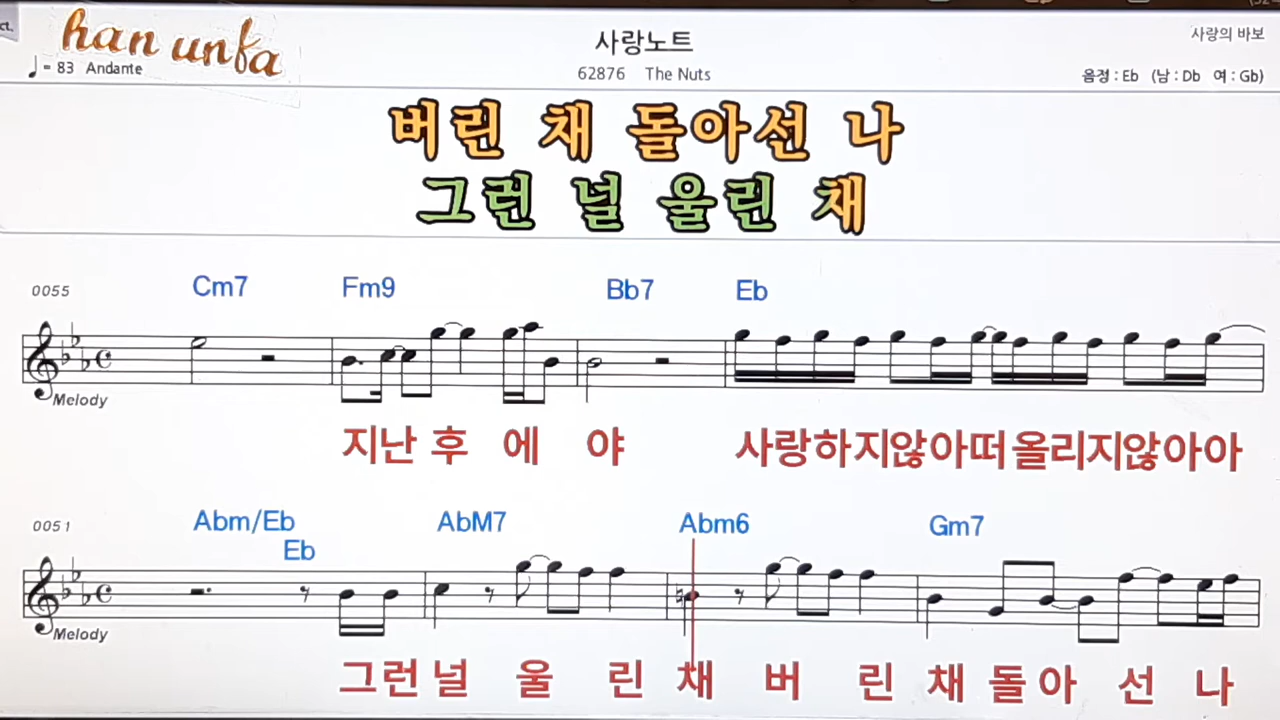 ct.
han unfa
♩= 83 Andante
사랑노트
62876 The Nuts
사랑의 바보
음정 : Eb (남 : Db 여 : Gb)
버린 채 돌아선 나
그런 널 울린 채
0055
Cm7 Fm9 Bb7 Eb
Melody
지난 후 에 야 사랑하지않아떠올리지않아아
0051
Abm/Eb AbM7 Abm6 Gm7
Eb
Melody
그런 널 울 린 채 버 린 채 돌 아 선 나